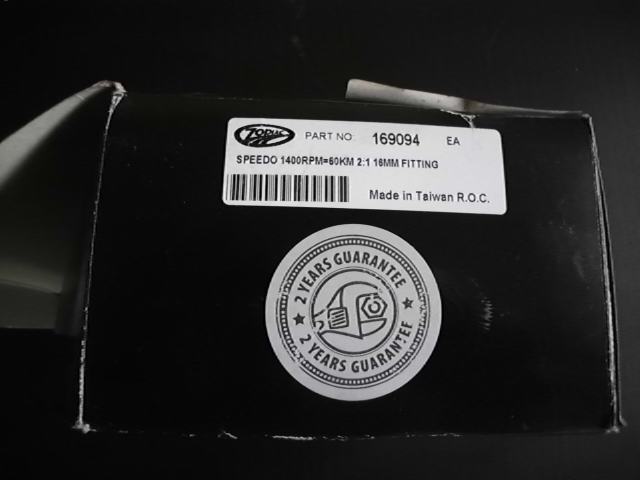 Zodiac
PART NO: 169094 EA
SPEEDO 1400RPM=60KM 2:1 16MM FITTING
Made in Taiwan R.O.C.
2 YEARS GUARANTEE
2 YEARS GUARANTEE